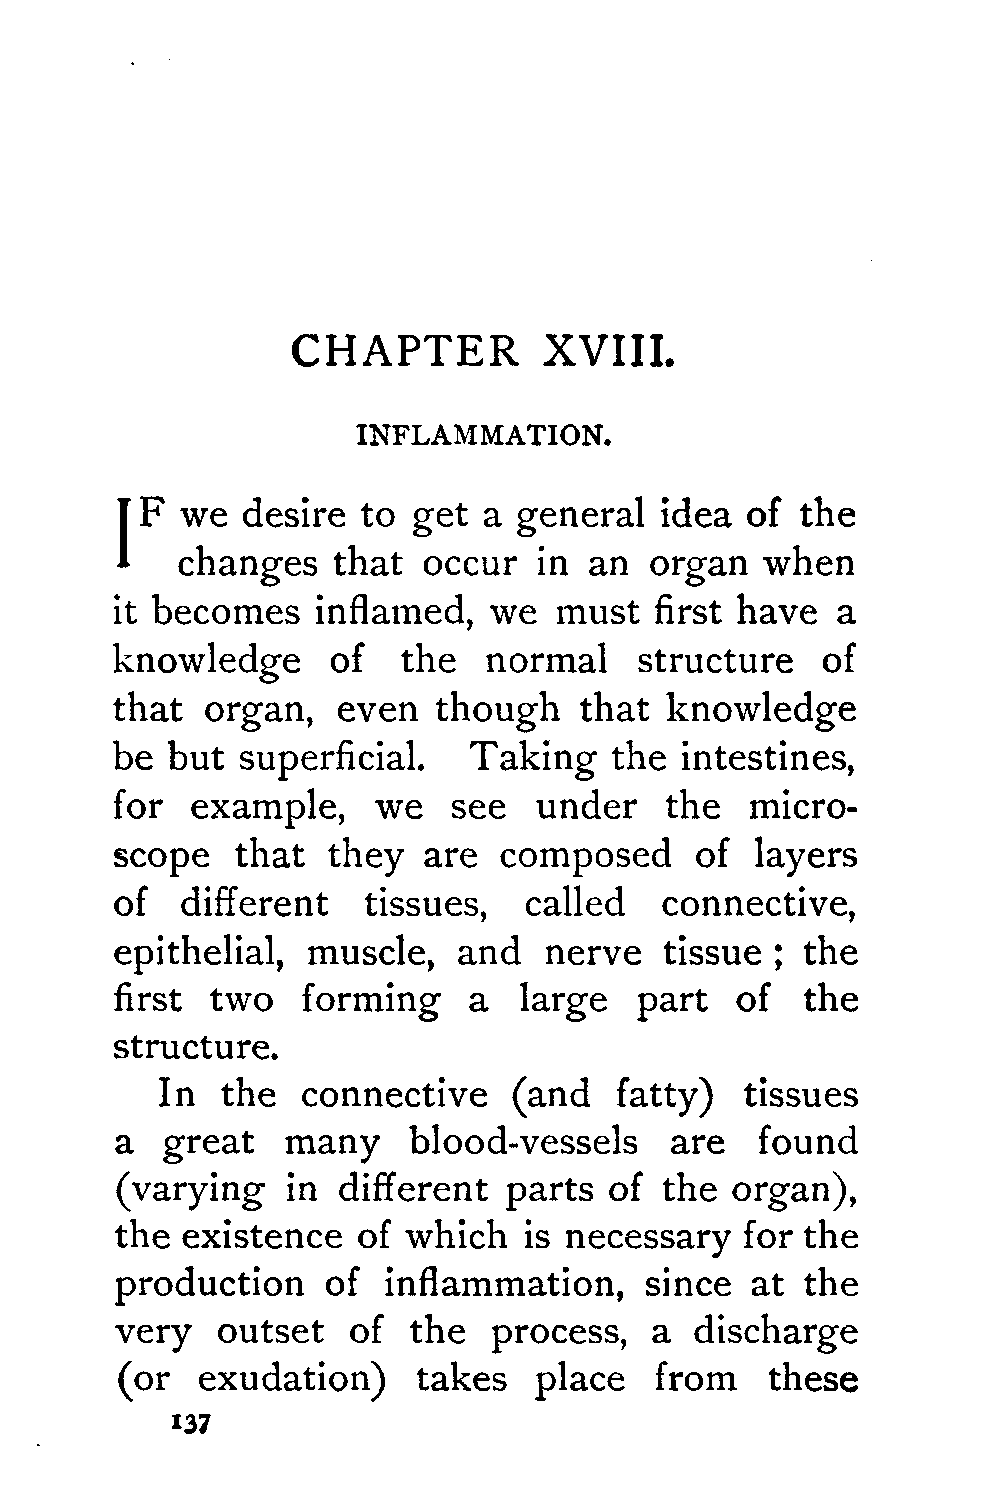 CHAPTER XVIII.
INFLAMMATION.
IF we desire to get a general idea of the
changes that occur in an organ when
it becomes inflamed, we must first have a
knowledge of the normal structure of
that organ, even though that knowledge
be but superficial. Taking the intestines,
for example, we see under the micro-
scope that they are composed of layers
of different tissues, called connective,
epithelial, muscle, and nerve tissue ; the
first two forming a large part of the
structure.
In the connective (and fatty) tissues
a great many blood-vessels are found
(varying in different parts of the organ),
the existence of which is necessary for the
production of inflammation, since at the
very outset of the process, a discharge
(or exudation) takes place from these
137